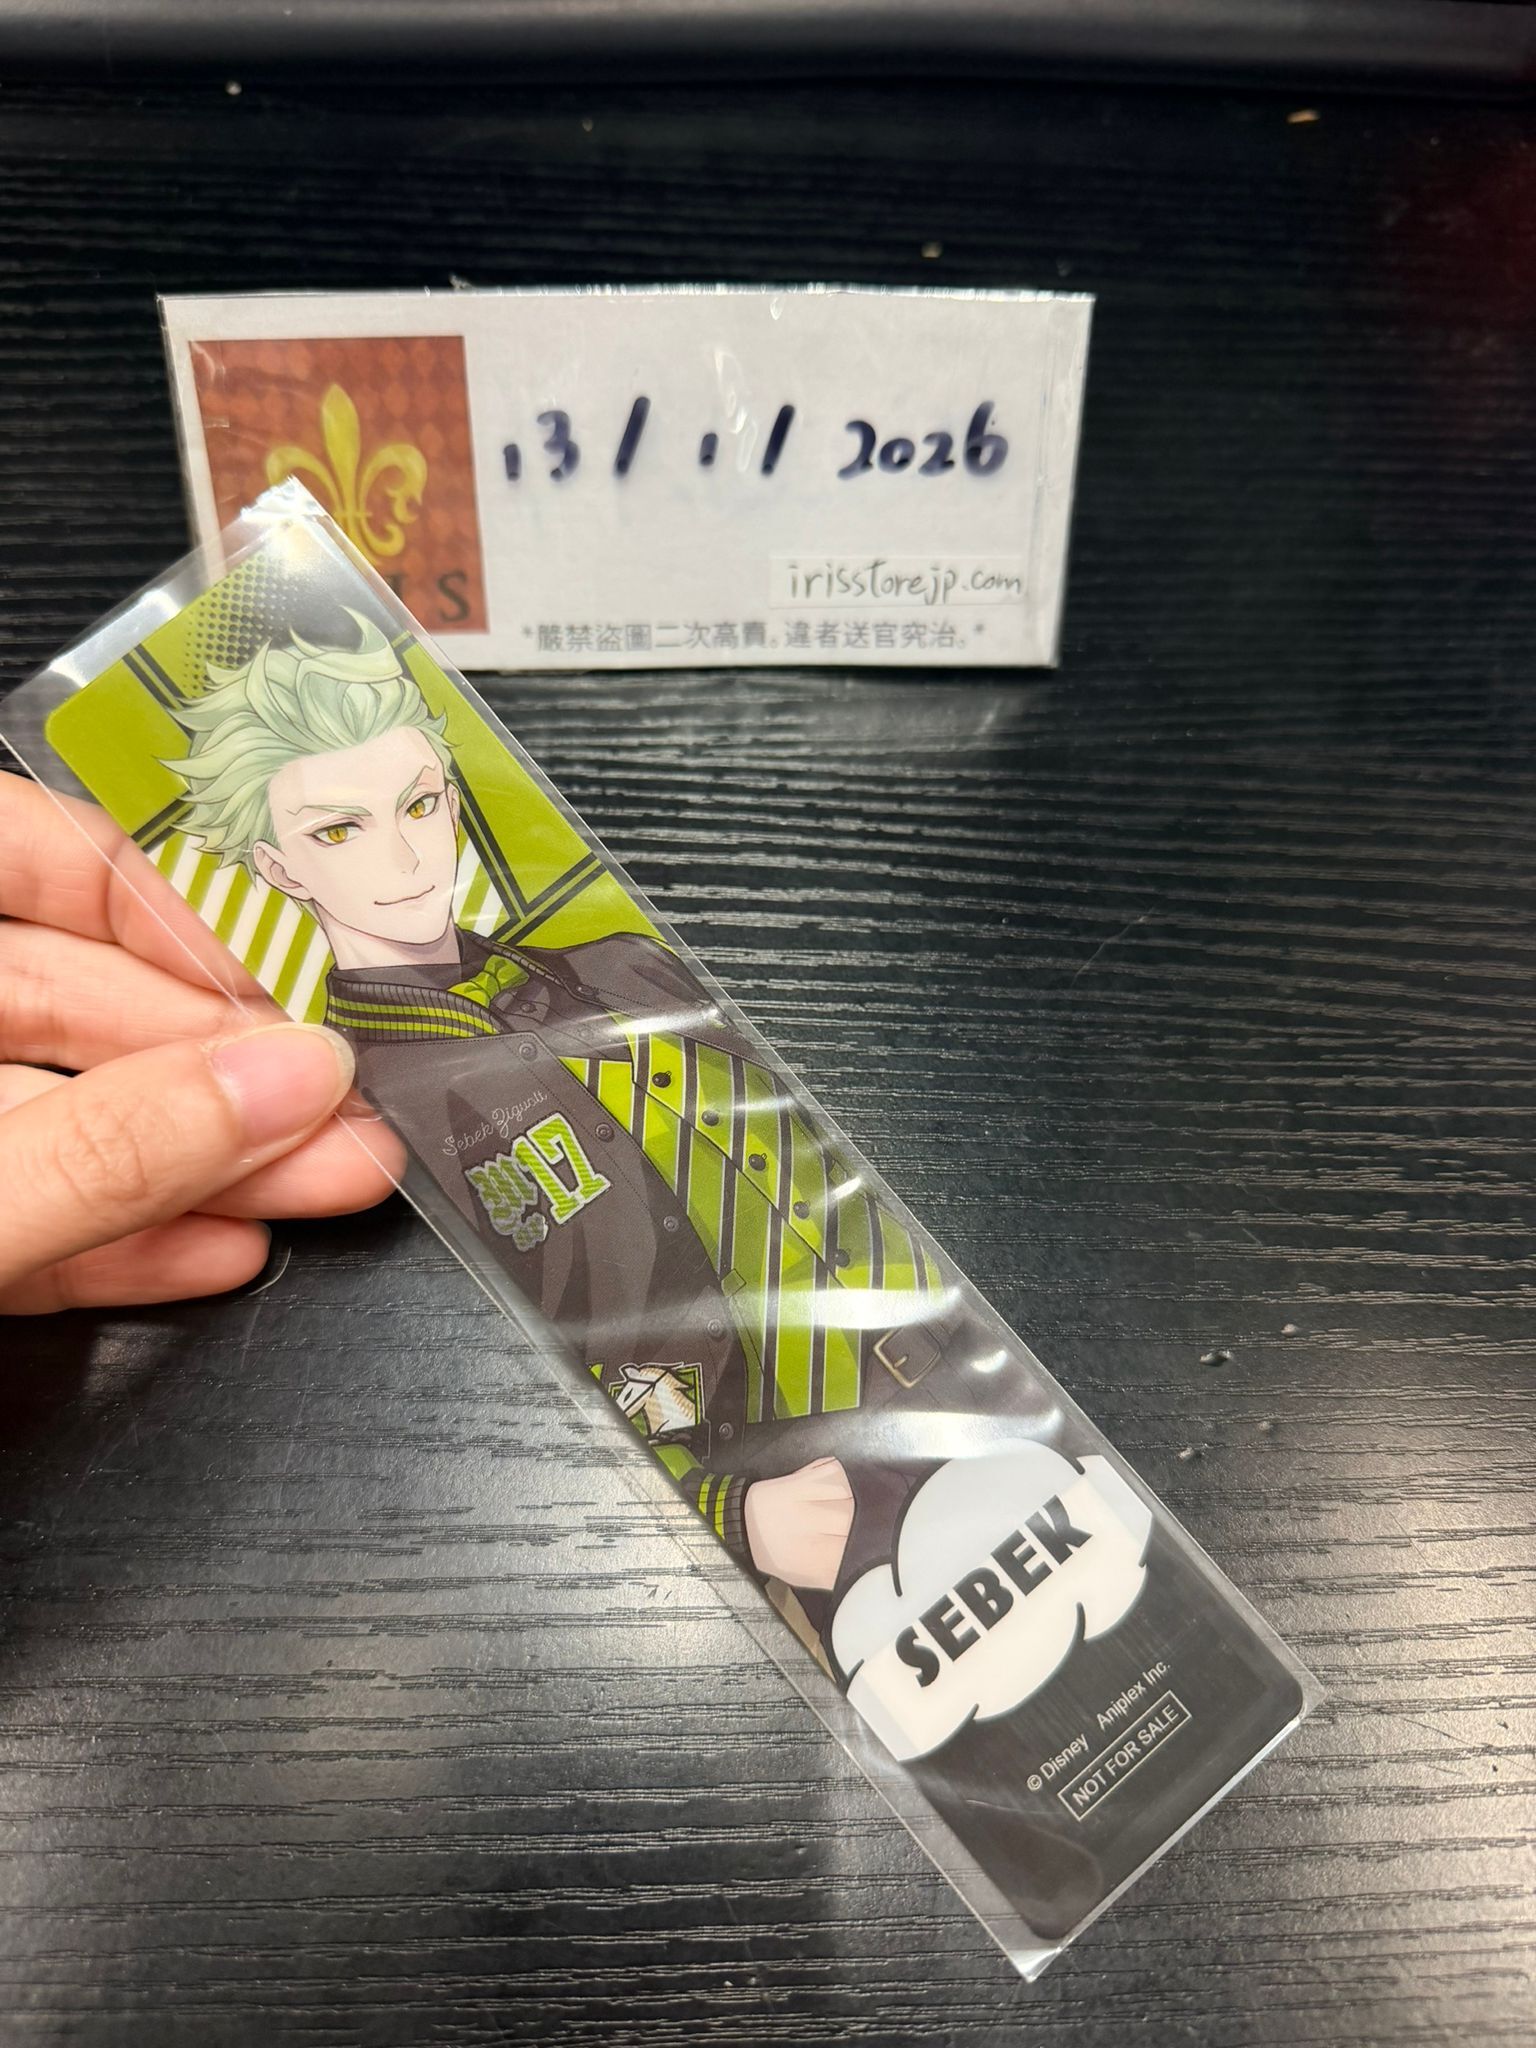 13/1/2026
irisstorejp.com
*嚴禁盜圖二次高賣。違者送官究治。*
Sebek Zigvolt
17
SEBEK
© Disney Aniplex Inc.
NOT FOR SALE